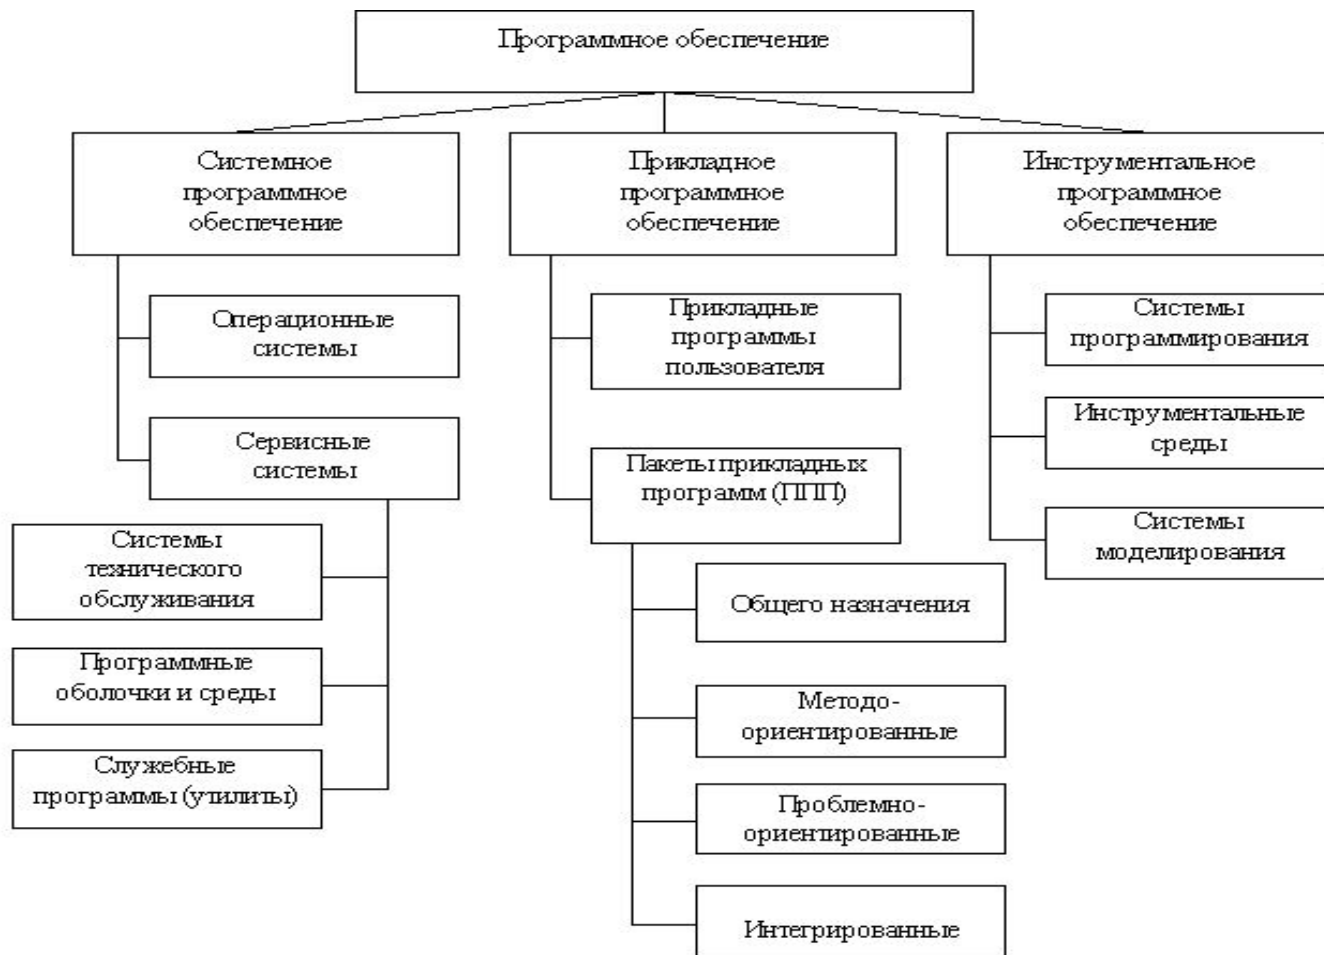 Программное обеспечение
Системное
программное
обеспечение
Прикладное
программное
обеспечение
Инструментальное
программное
обеспечение
Операционные
системы
Сервисные
системы
Системы
технического
обслуживания
Программные
оболочки и среды
Служебные
программы (утилиты)
Прикладные
программы
пользователя
Пакеты прикладных
программ (ППП)
Общего назначения
Методо-
ориентированные
Проблемно-
ориентированные
Интегрированные
Системы
программирования
Инструментальные
среды
Системы
моделирования